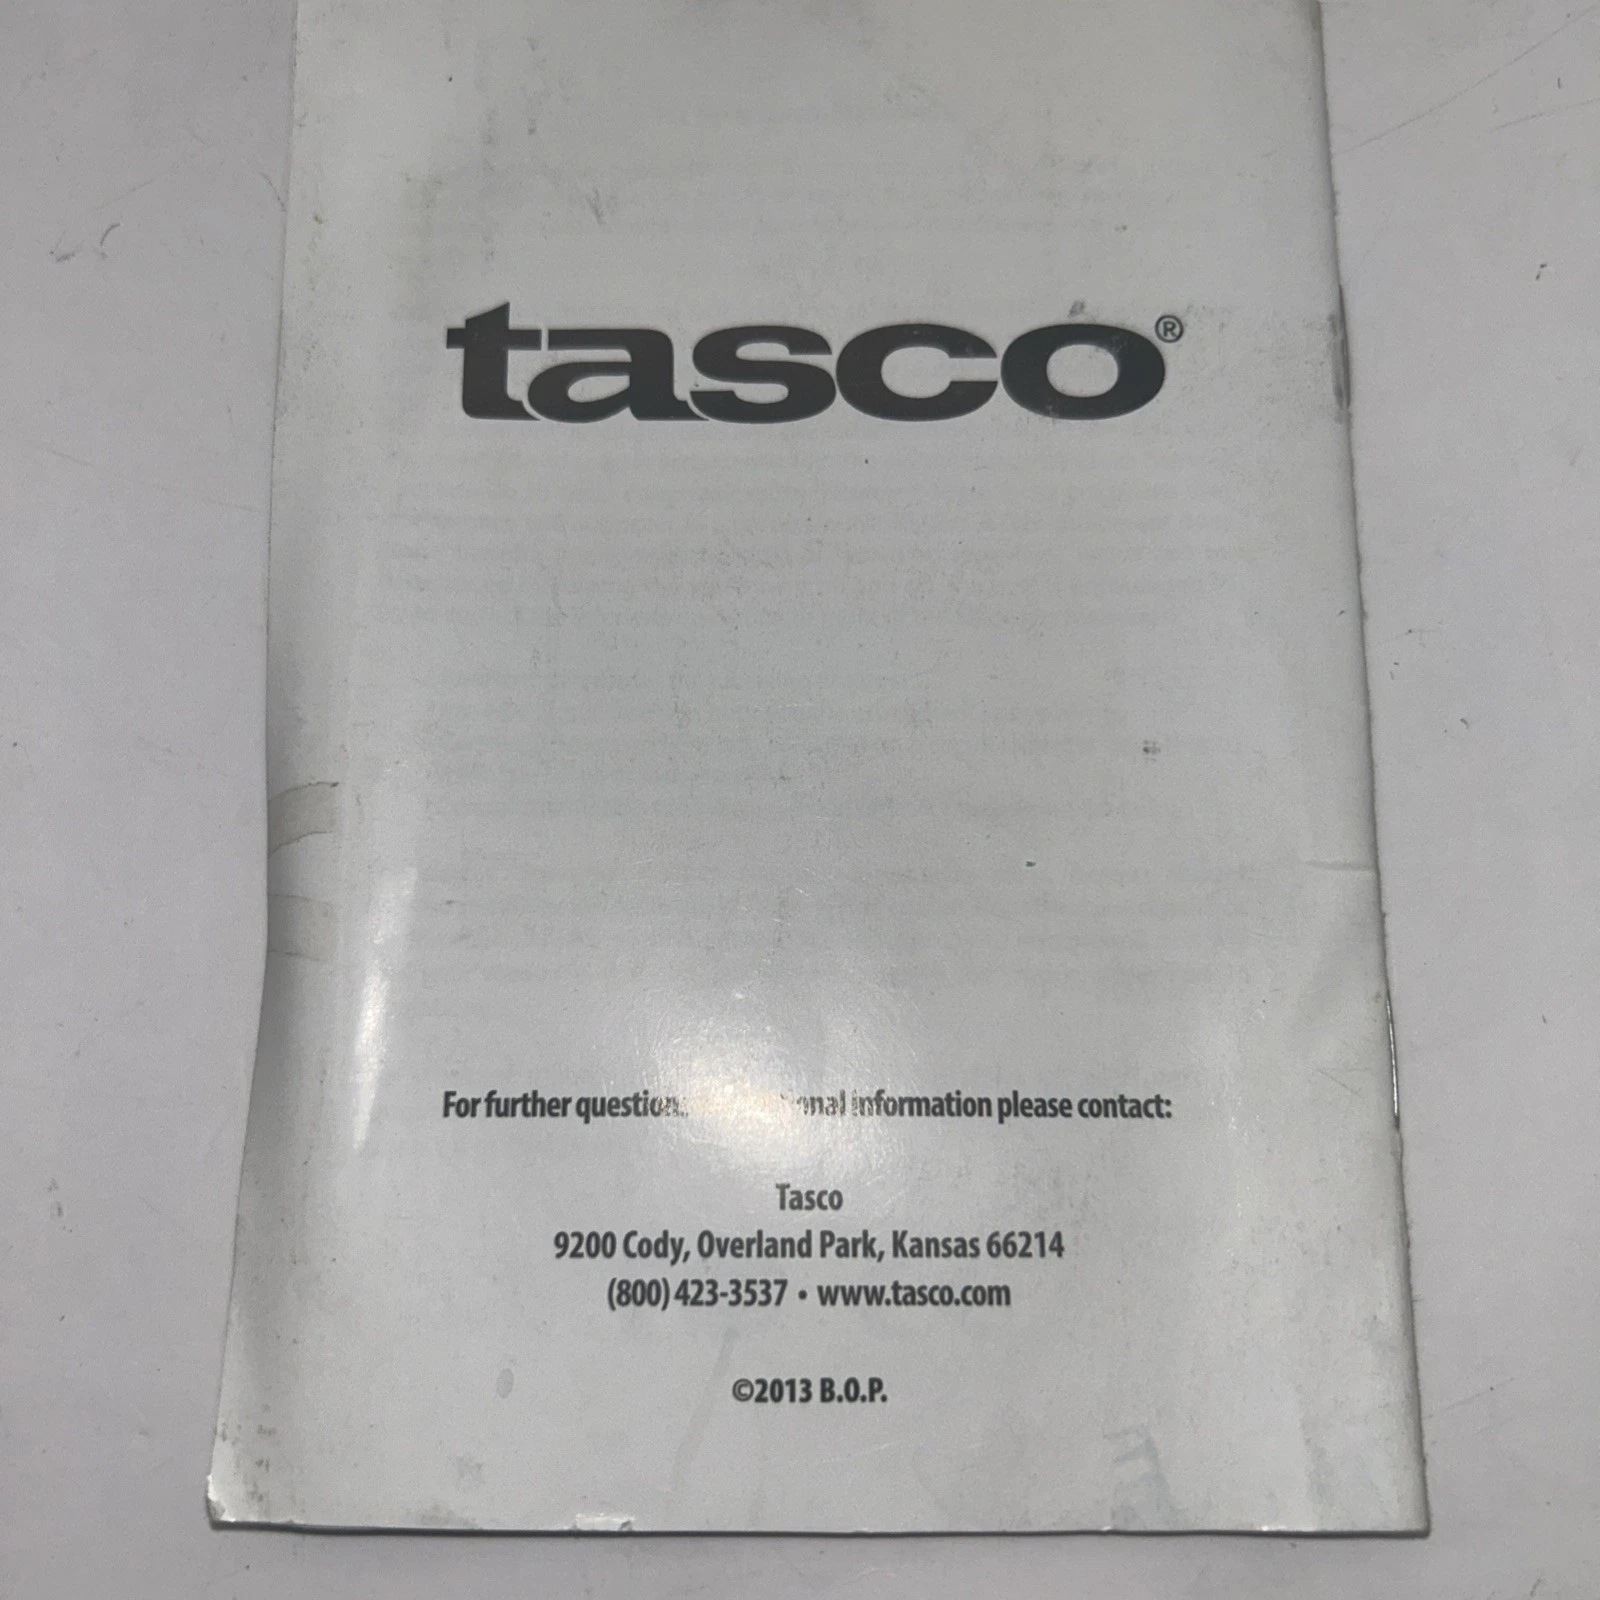 tasco®
For further information please contact:
Tasco
9200 Cody, Overland Park, Kansas 66214
(800) 423-3537 • www.tasco.com
©2013 B.O.P.